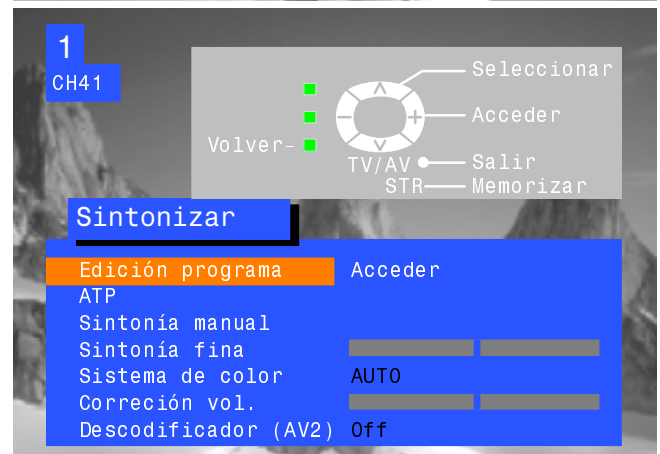 1
CH41
Seleccionar
Acceder
Volver-
TV/AV
Salir
STR
Memorizar
Sintonizar
Edición programa Acceder
ATP
Sintonía manual
Sintonía fina
Sistema de color AUTO
Correción vol.
Descodificador (AV2) Off